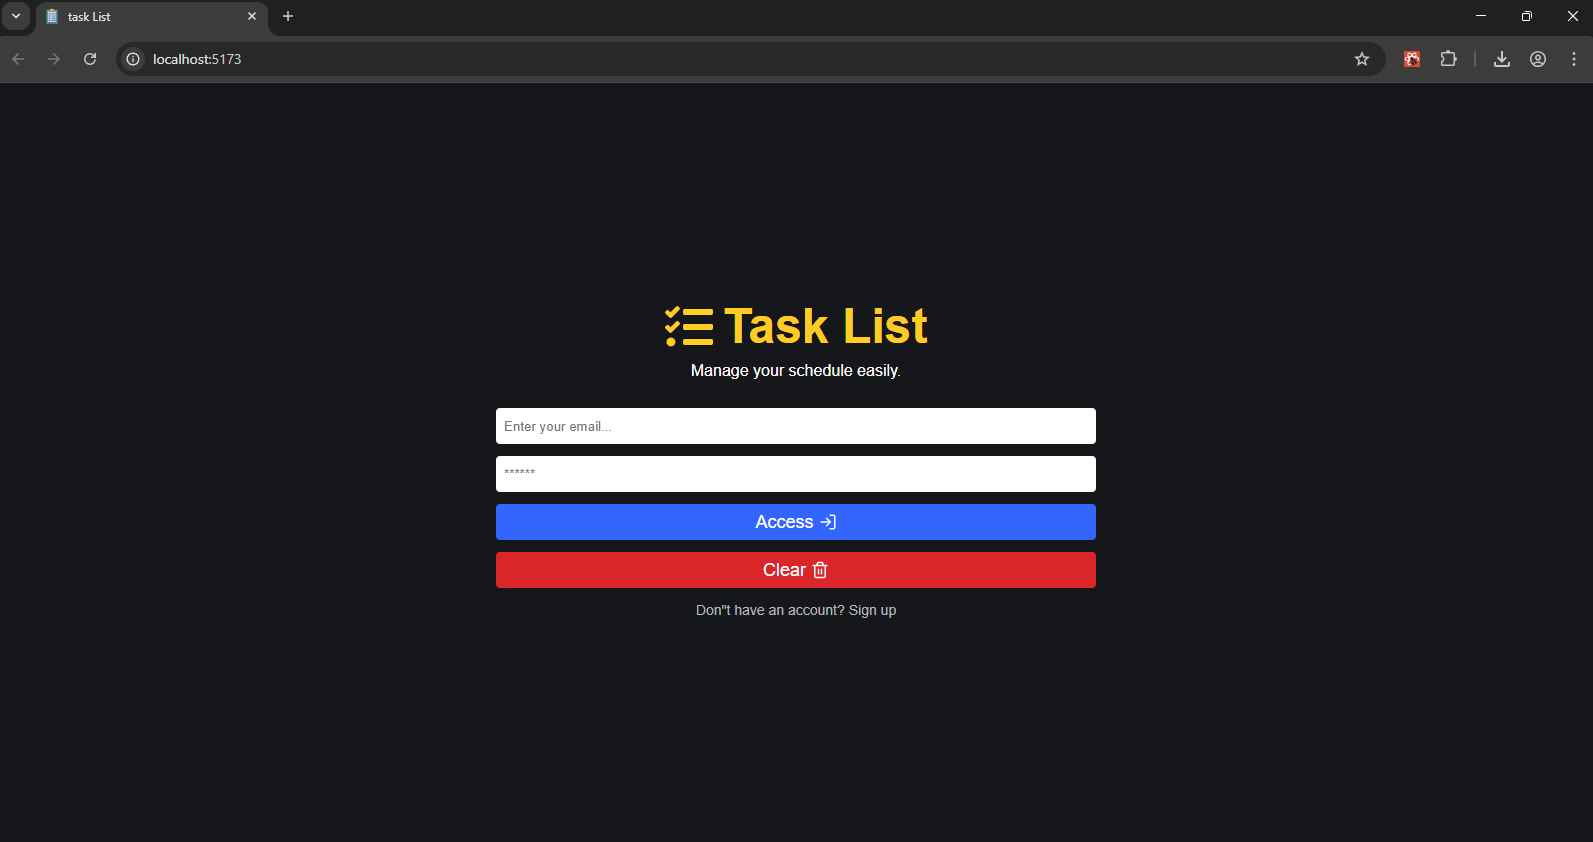 task List
localhost:5173
Task List
Manage your schedule easily.
Enter your email...
******
Access
Clear
Don"t have an account? Sign up